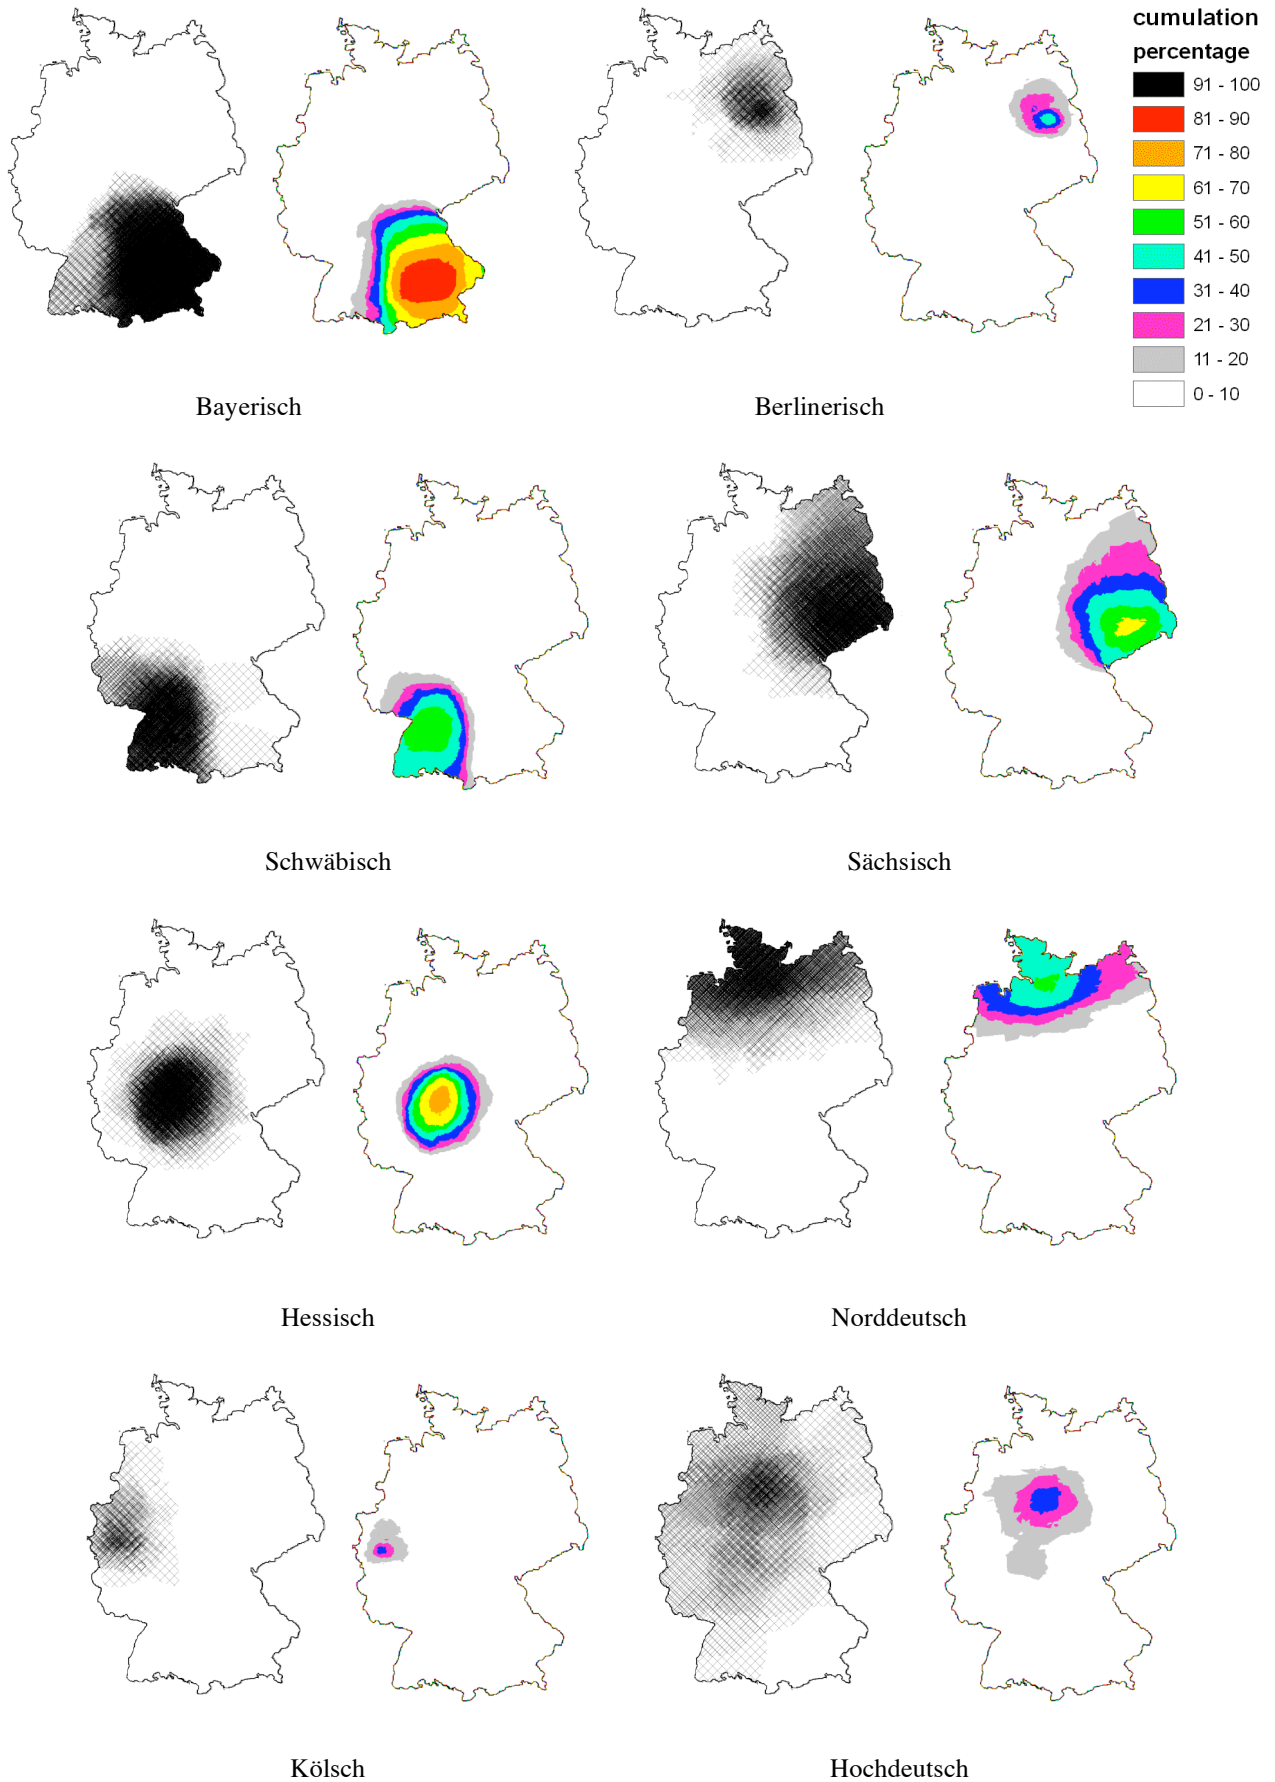 cumulation
percentage
91 - 100
81 - 90
71 - 80
61 - 70
51 - 60
41 - 50
31 - 40
21 - 30
11 - 20
0 - 10
Bayerisch
Berlinerisch
Schwäbisch
Sächsisch
Hessisch
Norddeutsch
Kölsch
Hochdeutsch